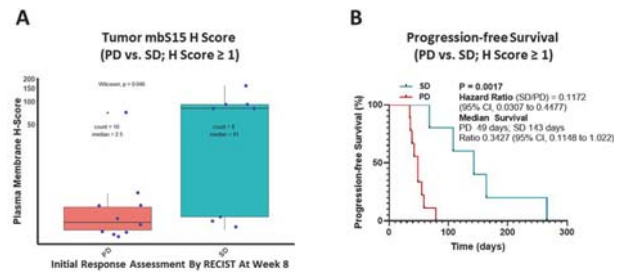 A
Tumor mbS15 H Score
(PD vs. SD; H Score ≥ 1)
Plasma Membrane H-Score
200
150
100
50
Wilcoxon, p = 0.046
count = 10
median = 2.5
PD
SD
Initial Response Assessment By RECIST At Week 8
B
Progression-free Survival
(PD vs. SD; H Score ≥ 1)
SD
PD
P = 0.0017
Hazard Ratio (SD/PD) = 0.1172
(95% CI, 0.0307 to 0.4477)
Median Survival
PD 49 days; SD 143 days
Ratio 0.3427 (95% CI, 0.1148 to 1.022)
Progression-free Survival (%)
100
50
0
0
100
200
300
Time (days)